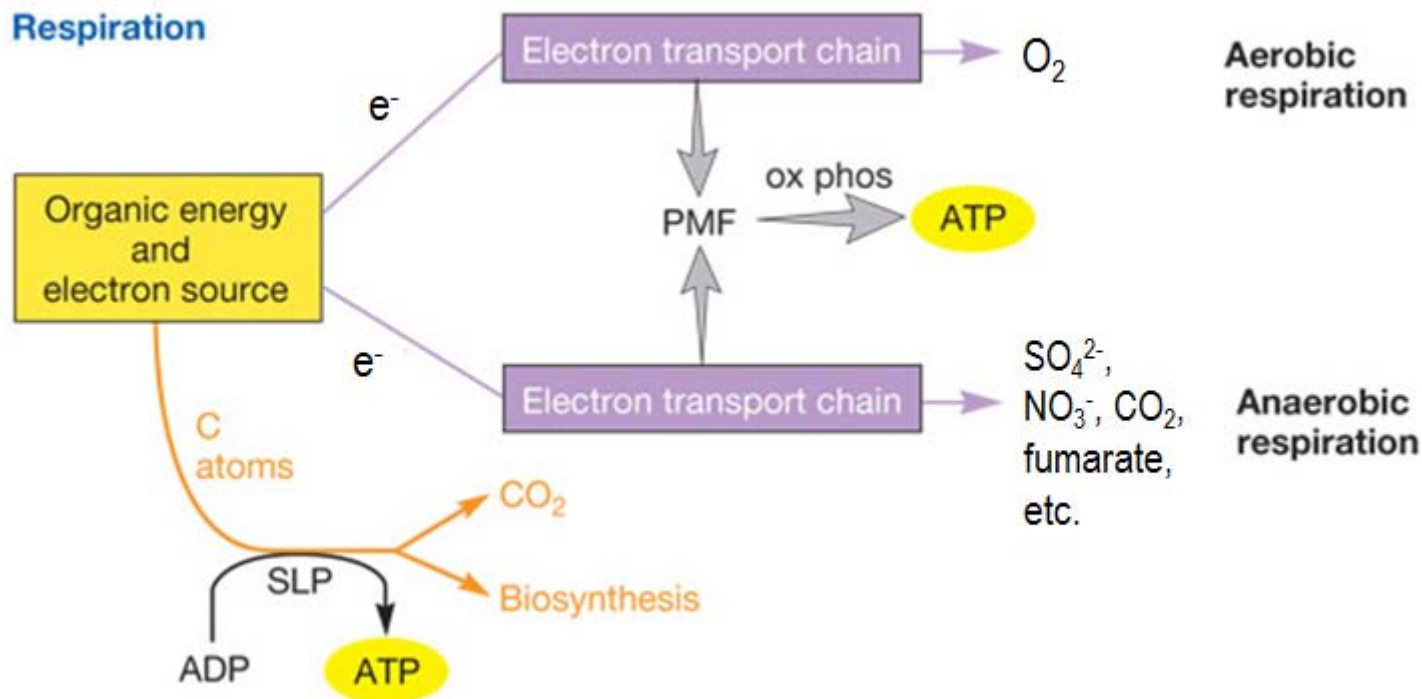 Respiration
Electron transport chain
O₂
Aerobic
respiration
e⁻
Organic energy
and
electron source
PMF
ox phos
ATP
e⁻
Electron transport chain
SO₄²⁻,
NO₃⁻, CO₂,
fumarate,
etc.
Anaerobic
respiration
C
atoms
CO₂
Biosynthesis
SLP
ADP
ATP